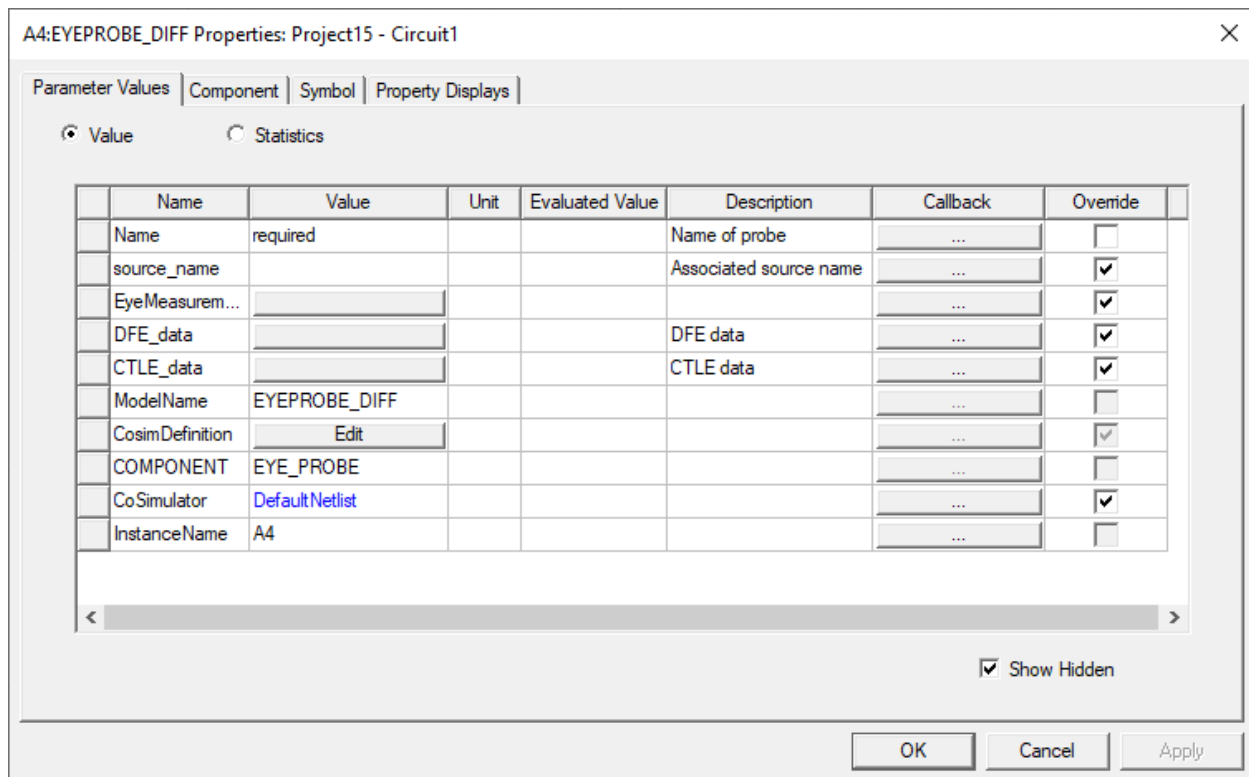 A4:EYEPROBE_DIFF Properties: Project15 - Circuit1
Parameter Values Component Symbol Property Displays
Value Statistics
Name Value Unit Evaluated Value Description Callback Override
Name required Name of probe ...
source_name Associated source name ...
EyeMeasurem... ...
DFE_data DFE data ...
CTLE_data CTLE data ...
ModelName EYEPROBE_DIFF ...
CosimDefinition Edit ...
COMPONENT EYE_PROBE ...
CoSimulator DefaultNetlist ...
InstanceName A4 ...
Show Hidden
OK Cancel Apply